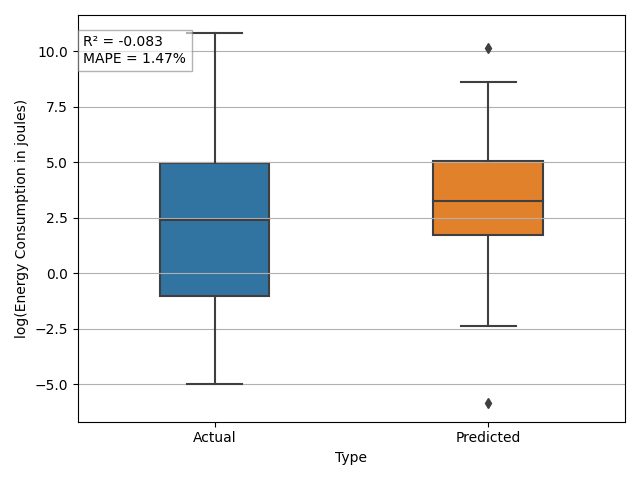 R² = -0.083
MAPE = 1.47%
10.0
7.5
5.0
2.5
0.0
−2.5
−5.0
log(Energy Consumption in joules)
Actual
Predicted
Type